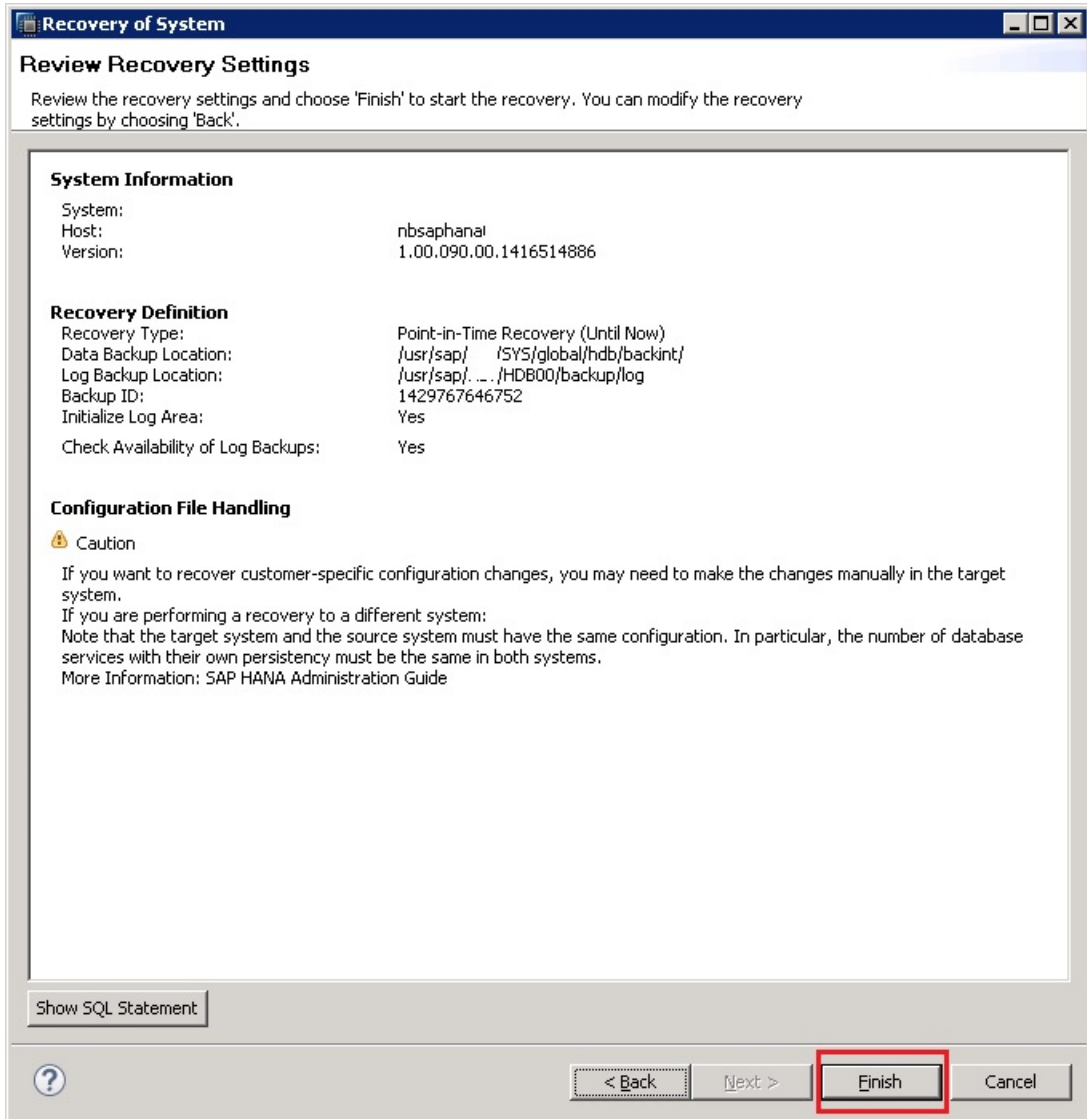 Recovery of System
Review Recovery Settings
Review the recovery settings and choose 'Finish' to start the recovery. You can modify the recovery
settings by choosing 'Back'.
System Information
System:
Host: nbsaphana
Version: 1.00.090.00.1416514886
Recovery Definition
Recovery Type: Point-in-Time Recovery (Until Now)
Data Backup Location: /usr/sap/ /SYS/global/hdb/backint/
Log Backup Location: /usr/sap/ /HDB00/backup/log
Backup ID: 1429767646752
Initialize Log Area: Yes
Check Availability of Log Backups: Yes
Configuration File Handling
Caution
If you want to recover customer-specific configuration changes, you may need to make the changes manually in the target
system.
If you are performing a recovery to a different system:
Note that the target system and the source system must have the same configuration. In particular, the number of database
services with their own persistency must be the same in both systems.
More Information: SAP HANA Administration Guide
Show SQL Statement
? < Back Next > Finish Cancel